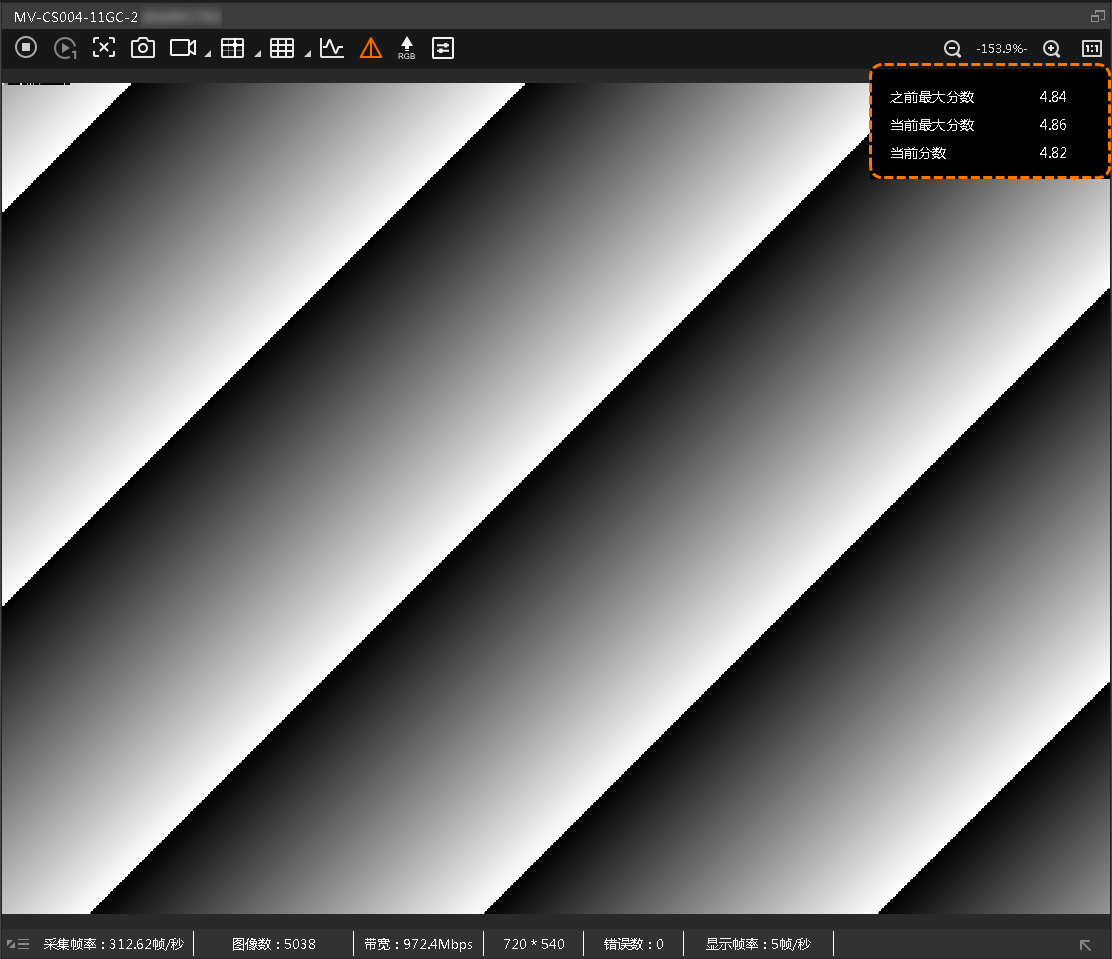 MV-CS004-11GC-2
1
RGB
-153.9%-
1:1
之前最大分数 4.84
当前最大分数 4.86
当前分数 4.82
采集帧率：312.62帧/秒 图像数：5038 带宽：972.4Mbps 720 * 540 错误数：0 显示帧率：5帧/秒